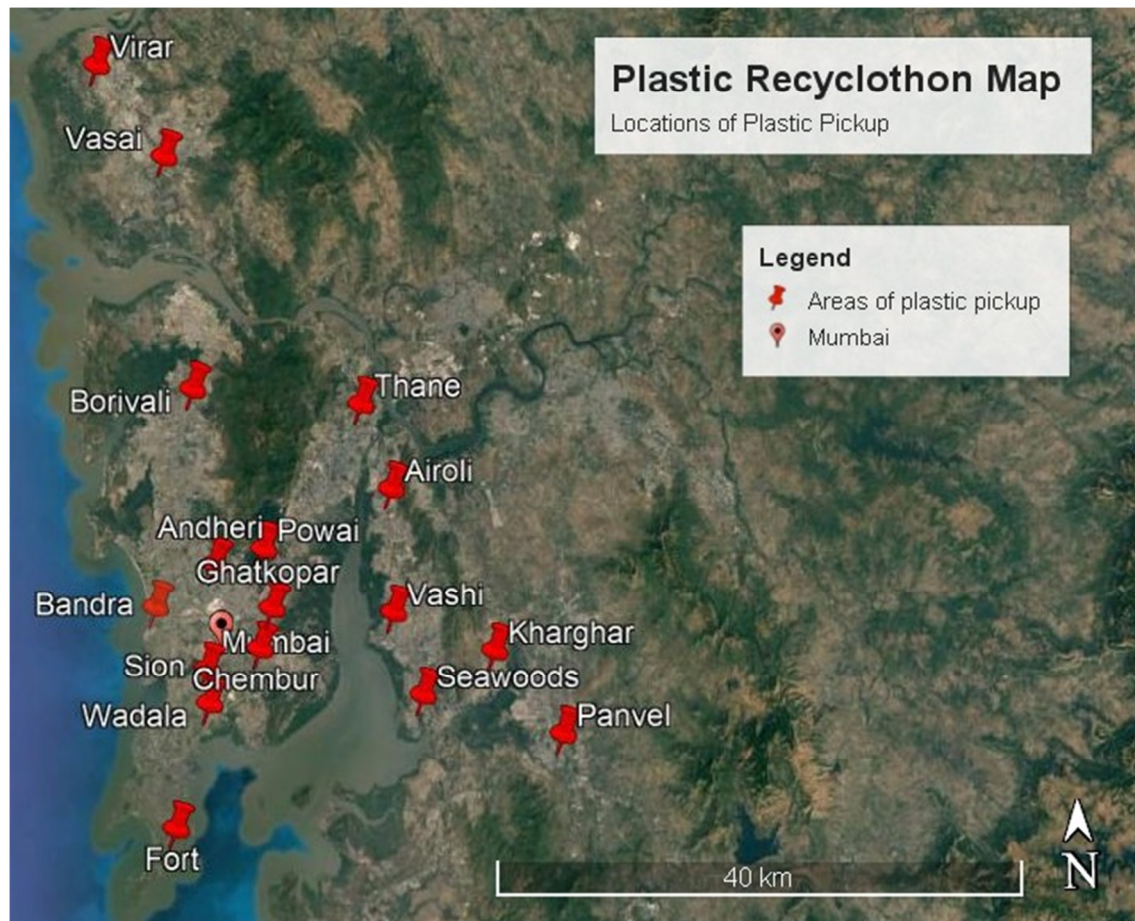 Virar
Plastic Recyclothon Map
Locations of Plastic Pickup
Vasai
Legend
Areas of plastic pickup
Mumbai
Borivali
Thane
Airoli
Andheri
Powai
Ghatkopar
Bandra
Vashi
Mumbai
Kharghar
Sion
Chembur
Seawoods
Wadala
Panvel
Fort
40 km
N